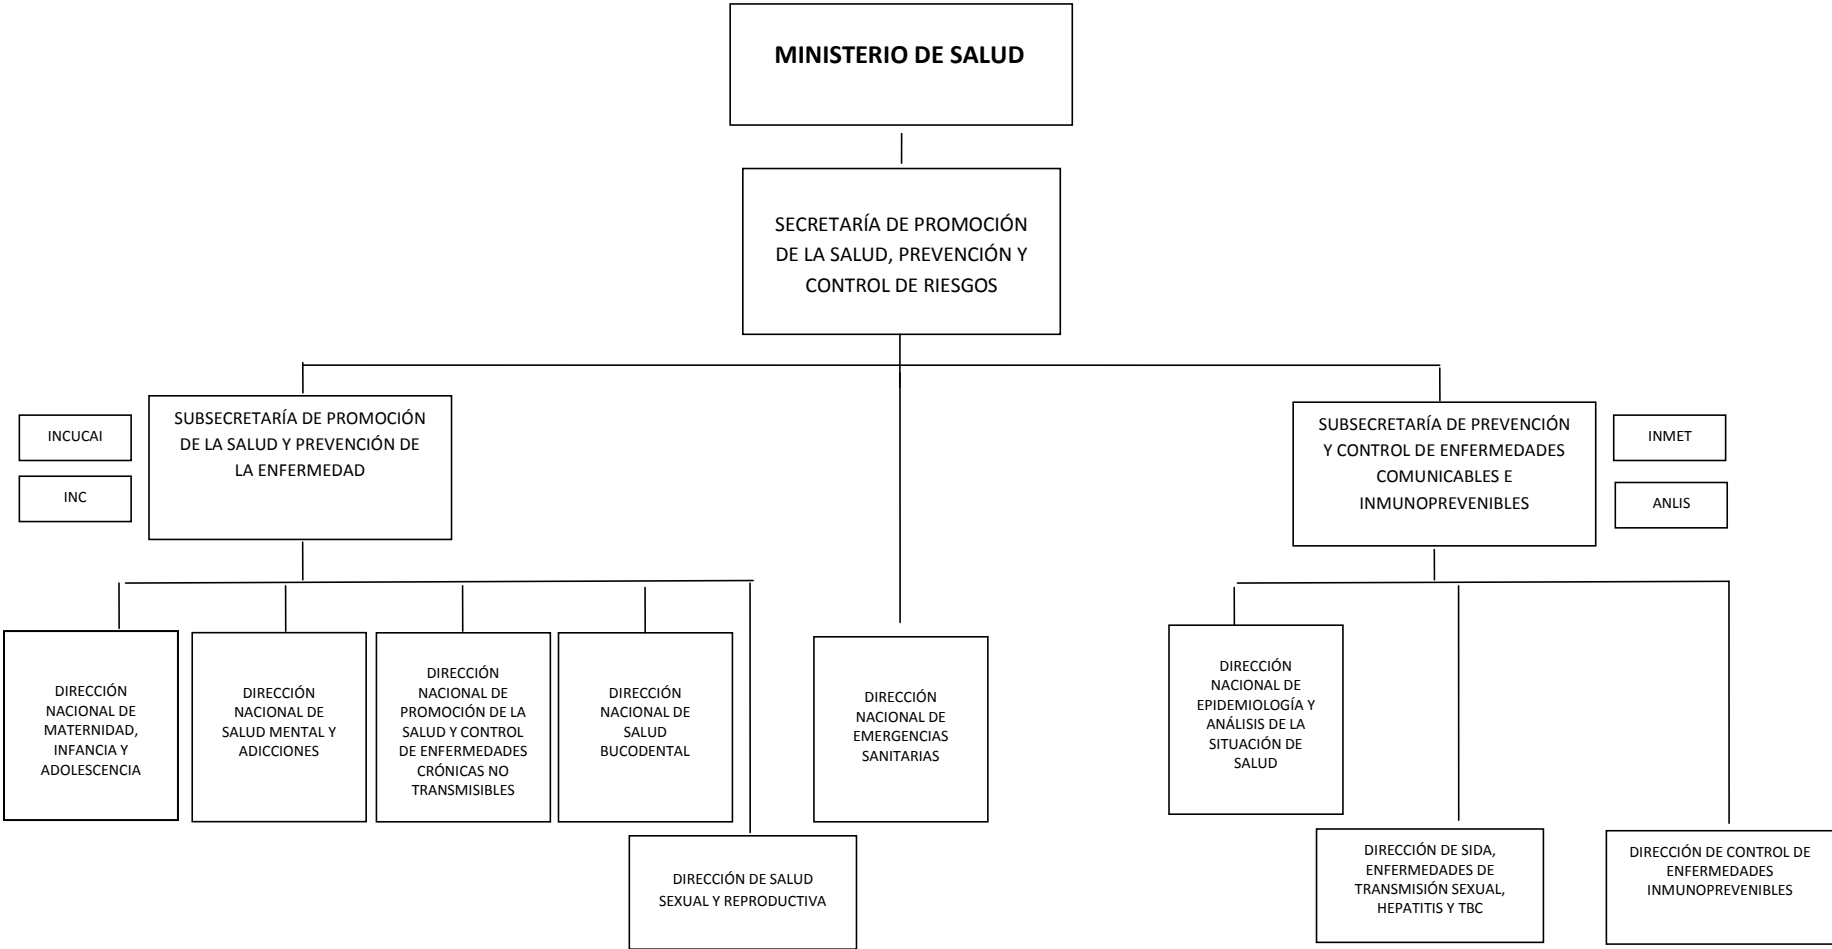 MINISTERIO DE SALUD
SECRETARÍA DE PROMOCIÓN
DE LA SALUD, PREVENCIÓN Y
CONTROL DE RIESGOS
INCUCAI
INC
SUBSECRETARÍA DE PROMOCIÓN
DE LA SALUD Y PREVENCIÓN DE
LA ENFERMEDAD
SUBSECRETARÍA DE PREVENCIÓN
Y CONTROL DE ENFERMEDADES
COMUNICABLES E
INMUNOPREVENIBLES
INMET
ANLIS
DIRECCIÓN
NACIONAL DE
MATERNIDAD,
INFANCIA Y
ADOLESCENCIA
DIRECCIÓN
NACIONAL DE
SALUD MENTAL Y
ADICCIONES
DIRECCIÓN
NACIONAL DE
PROMOCIÓN DE LA
SALUD Y CONTROL
DE ENFERMEDADES
CRÓNICAS NO
TRANSMISIBLES
DIRECCIÓN
NACIONAL DE
SALUD
BUCODENTAL
DIRECCIÓN
NACIONAL DE
EMERGENCIAS
SANITARIAS
DIRECCIÓN
NACIONAL DE
EPIDEMIOLOGÍA Y
ANÁLISIS DE LA
SITUACIÓN DE
SALUD
DIRECCIÓN DE SALUD
SEXUAL Y REPRODUCTIVA
DIRECCIÓN DE SIDA,
ENFERMEDADES DE
TRANSMISIÓN SEXUAL,
HEPATITIS Y TBC
DIRECCIÓN DE CONTROL DE
ENFERMEDADES
INMUNOPREVENIBLES